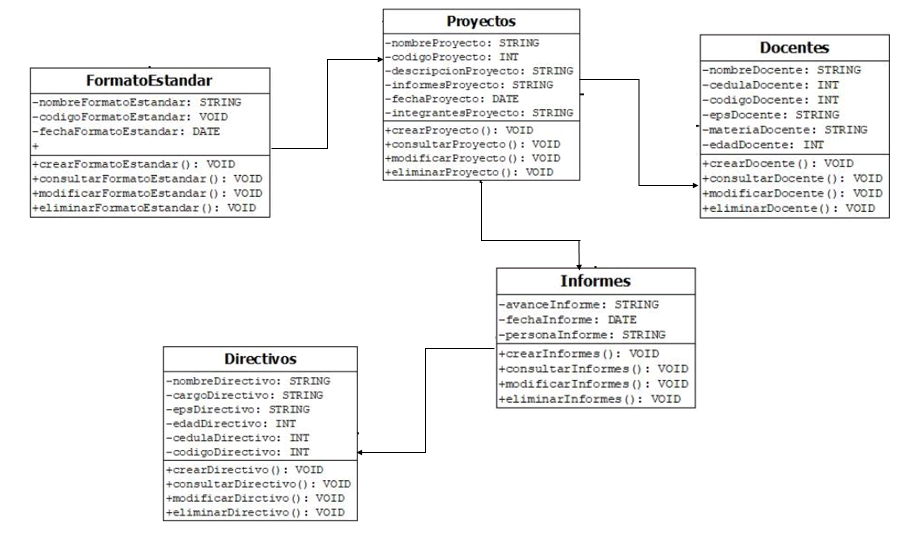 Proyectos
-nombreProyecto: STRING
-codigoProyecto: INT
-descripcionProyecto: STRING
-informesProyecto: STRING
-fechaProyecto: DATE
-integrantesProyecto: STRING
+crearProyecto(): VOID
+consultarProyecto(): VOID
+modificarProyecto(): VOID
+eliminarProyecto(): VOID
Docentes
-nombreDocente: STRING
-cedulaDocente: INT
-codigoDocente: INT
-epsDocente: STRING
-materiaDocente: STRING
-edadDocente: INT
+crearDocente(): VOID
+consultarDocente(): VOID
+modificarDocente(): VOID
+eliminarDocente(): VOID
FormatoEstandar
-nombreFormatoEstandar: STRING
-codigoFormatoEstandar: VOID
-fechaFormatoEstandar: DATE
+
+crearFormatoEstandar(): VOID
+consultarFormatoEstandar(): VOID
+modificarFormatoEstandar(): VOID
+eliminarFormatoEstandar(): VOID
Informes
-avanceInforme: STRING
-fechaInforme: DATE
-personaInforme: STRING
+crearInformes(): VOID
+consultarInformes(): VOID
+modificarInformes(): VOID
+eliminarInformes(): VOID
Directivos
-nombreDirectivo: STRING
-cargoDirectivo: STRING
-epsDirectivo: STRING
-edadDirectivo: INT
-cedulaDirectivo: INT
-codigoDirectivo: INT
+crearDirectivo(): VOID
+consultarDirectivo(): VOID
+modificarDirctivo(): VOID
+eliminarDirectivo(): VOID